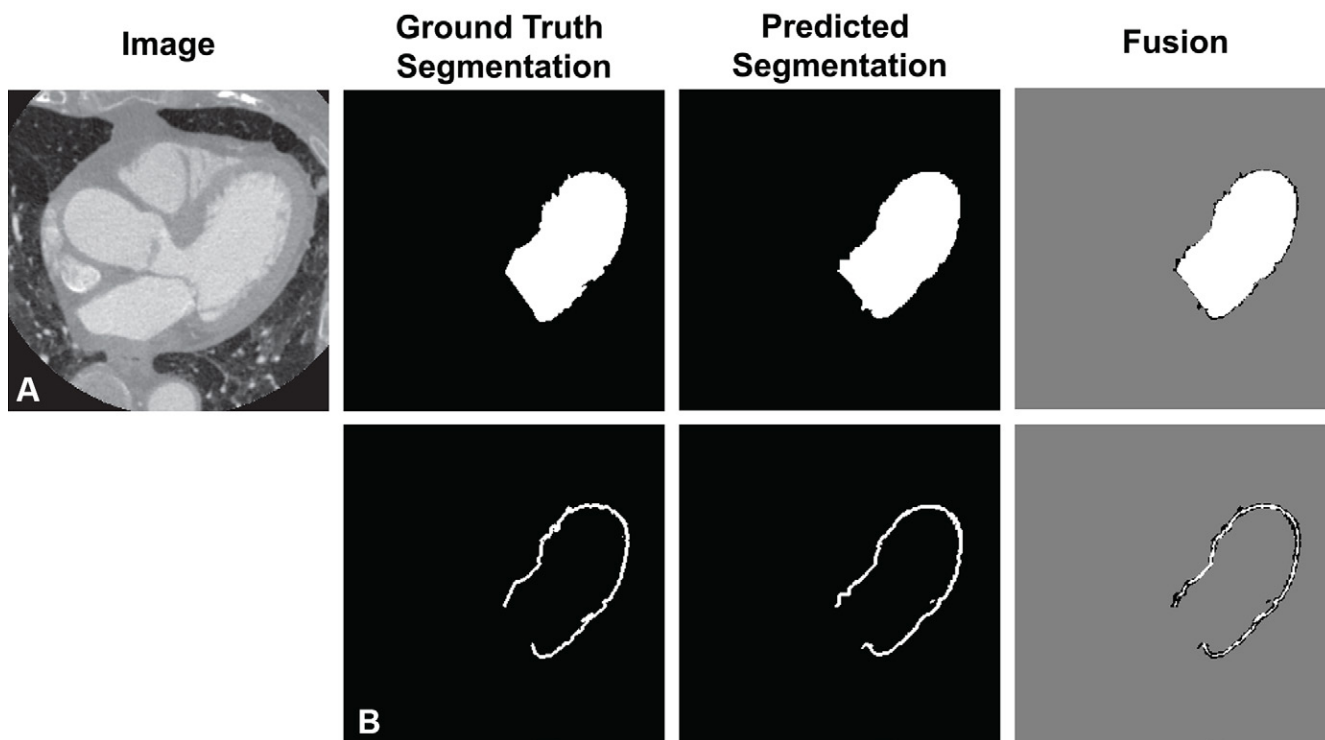 Image
Ground Truth
Segmentation
Predicted
Segmentation
Fusion
A
B